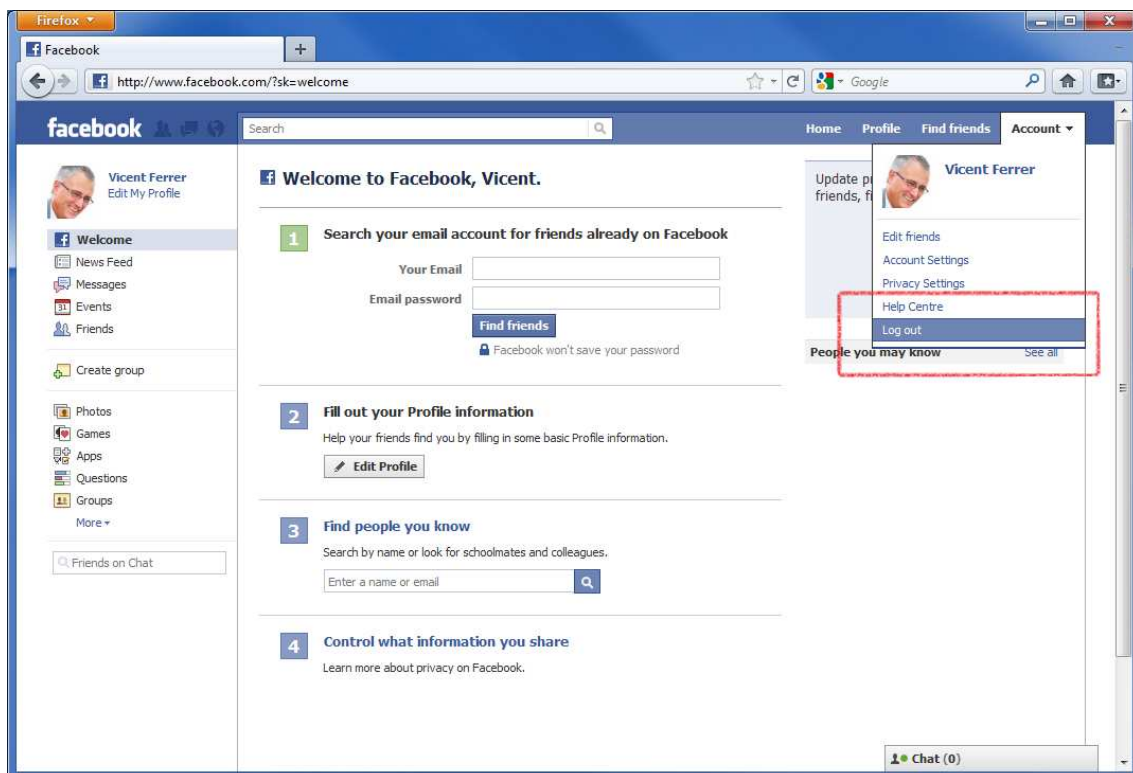 Firefox
Facebook
http://www.facebook.com/?sk=welcome
Google
facebook
Search
Home Profile Find friends Account
Vicent Ferrer
Edit My Profile
Welcome
News Feed
Messages
31 Events
Friends
Create group
Photos
Games
Apps
Questions
Groups
More
Friends on Chat
Welcome to Facebook, Vicent.
1 Search your email account for friends already on Facebook
Your Email
Email password
Find friends
Facebook won't save your password
2 Fill out your Profile information
Help your friends find you by filling in some basic Profile information.
Edit Profile
3 Find people you know
Search by name or look for schoolmates and colleagues.
Enter a name or email
4 Control what information you share
Learn more about privacy on Facebook.
Update
friends,
Vicent Ferrer
Edit friends
Account Settings
Privacy Settings
Help Centre
Log out
People you may know See all
Chat (0)